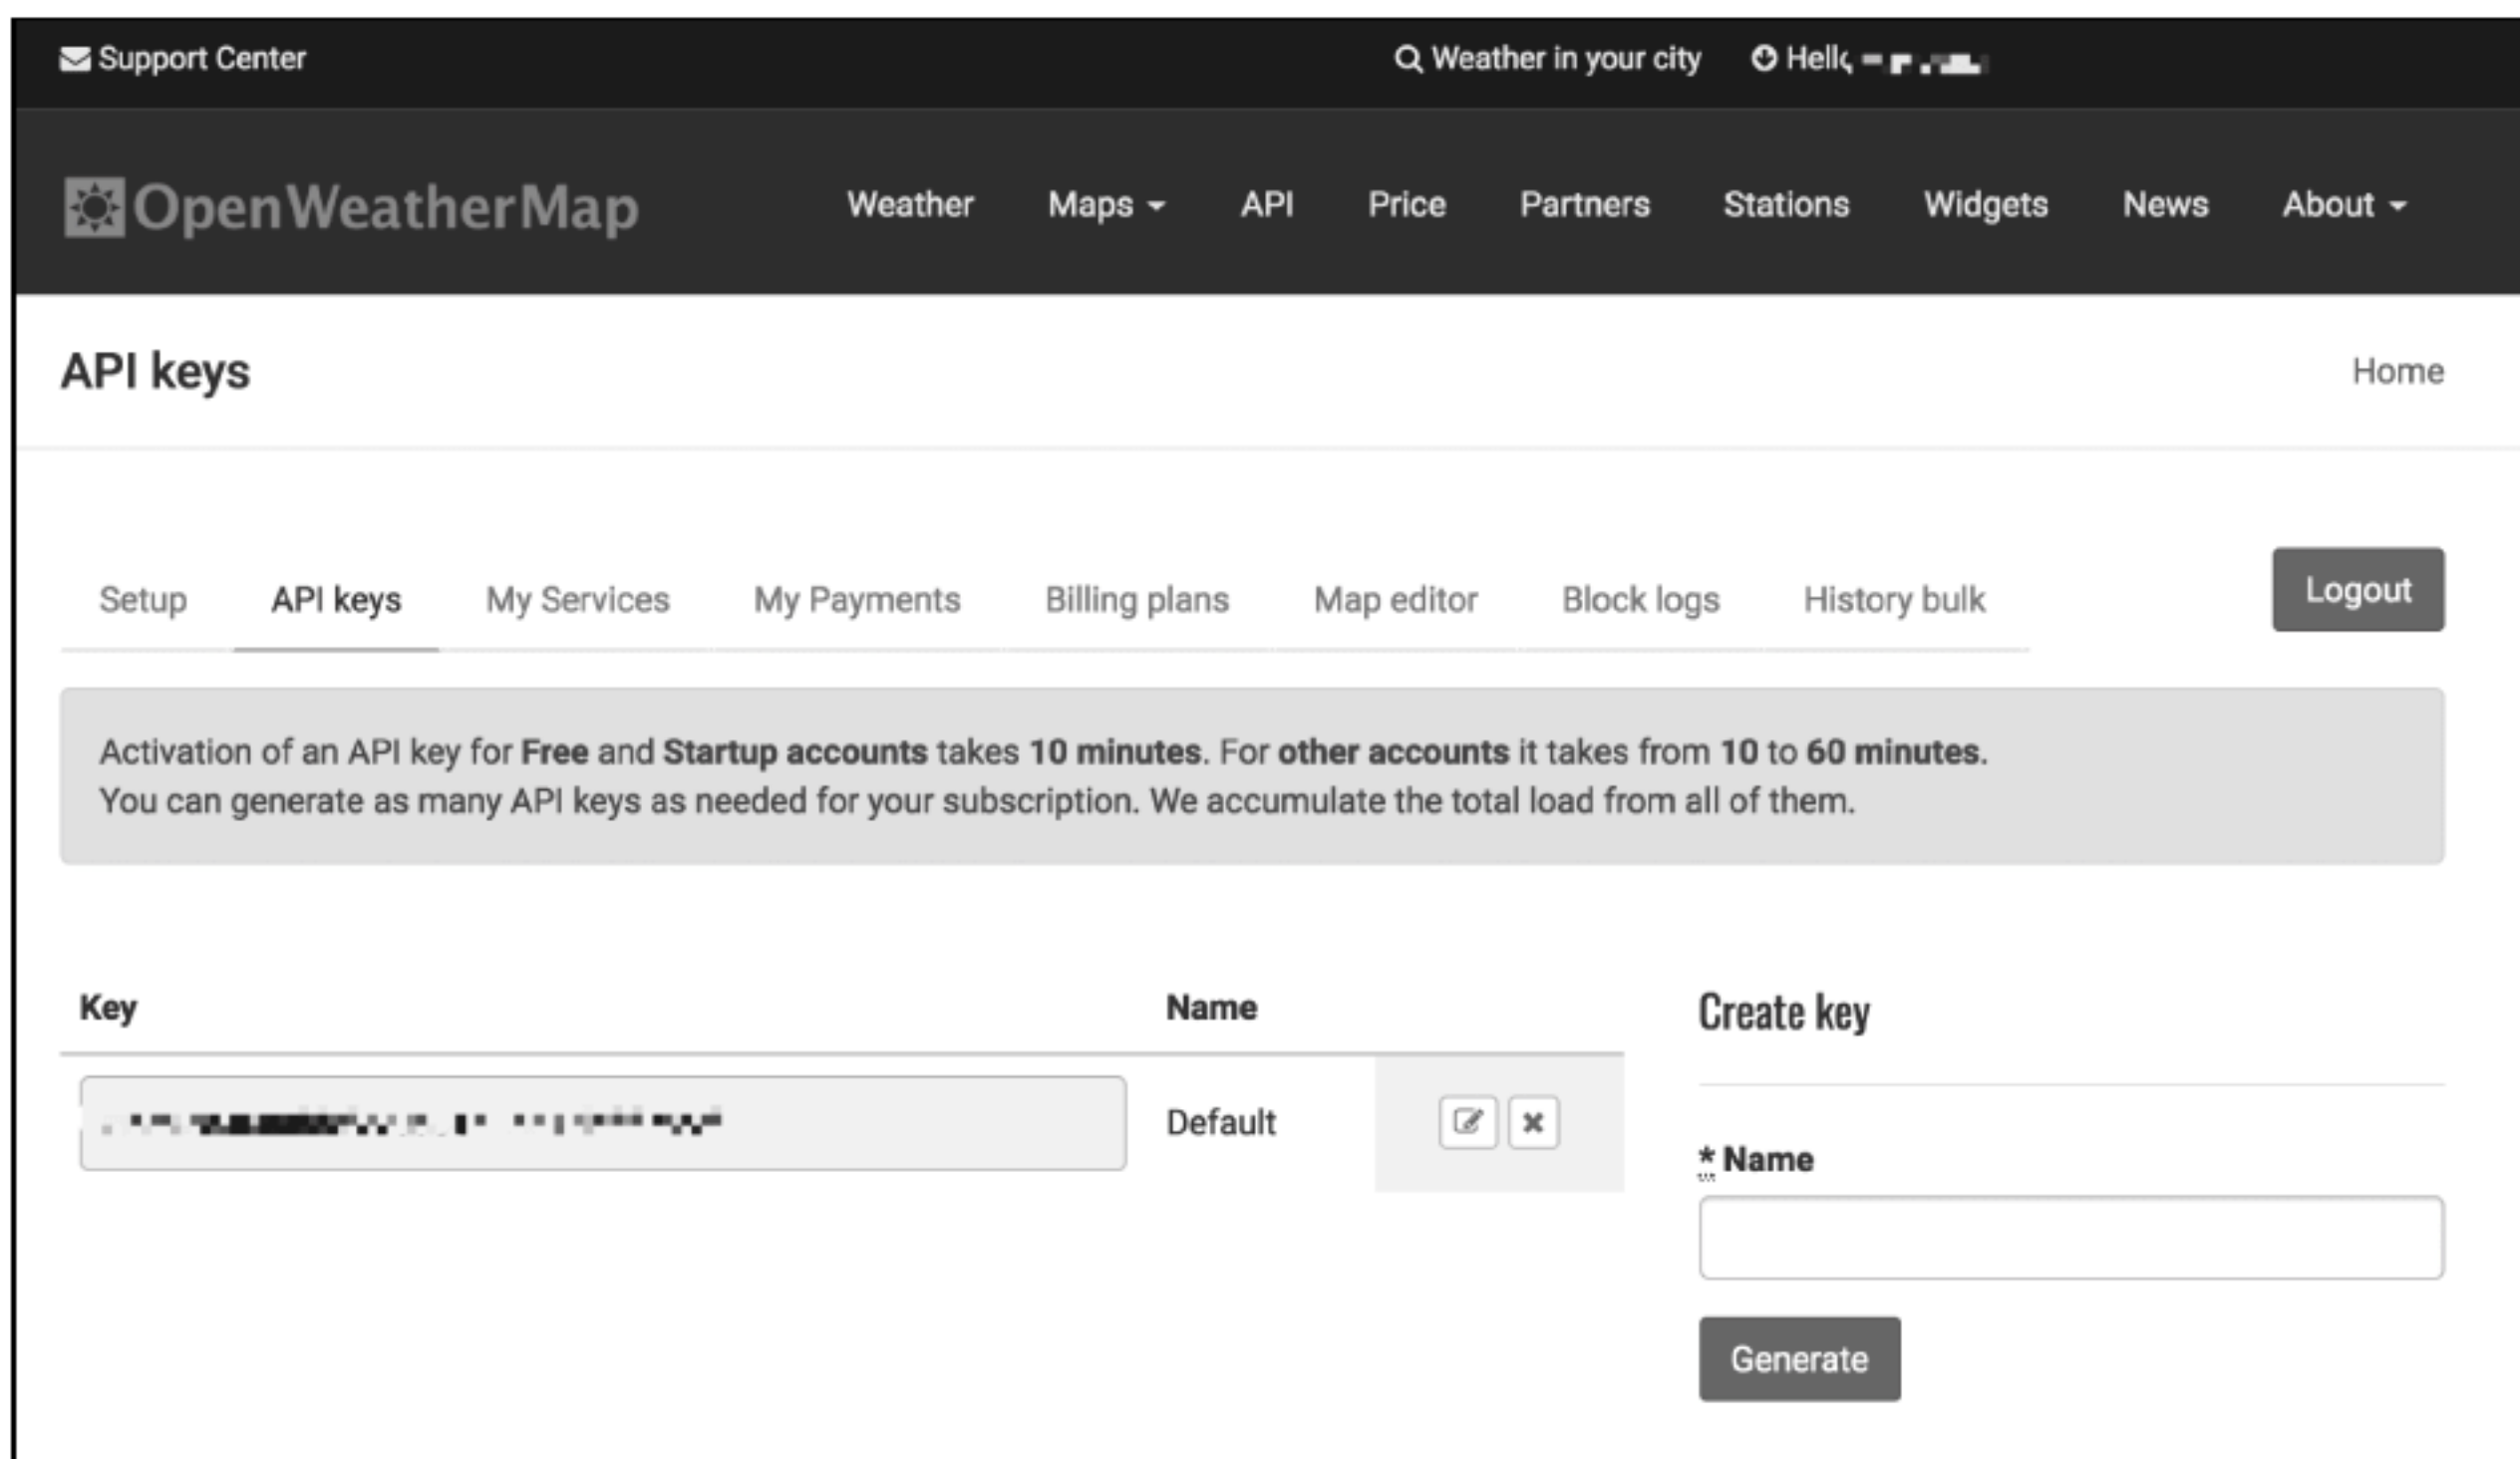 Support Center Weather in your city Hello
OpenWeatherMap Weather Maps API Price Partners Stations Widgets News About
API keys Home
Setup API keys My Services My Payments Billing plans Map editor Block logs History bulk Logout
Activation of an API key for Free and Startup accounts takes 10 minutes. For other accounts it takes from 10 to 60 minutes.
You can generate as many API keys as needed for your subscription. We accumulate the total load from all of them.
Key Name
Default
Create key
* Name
Generate